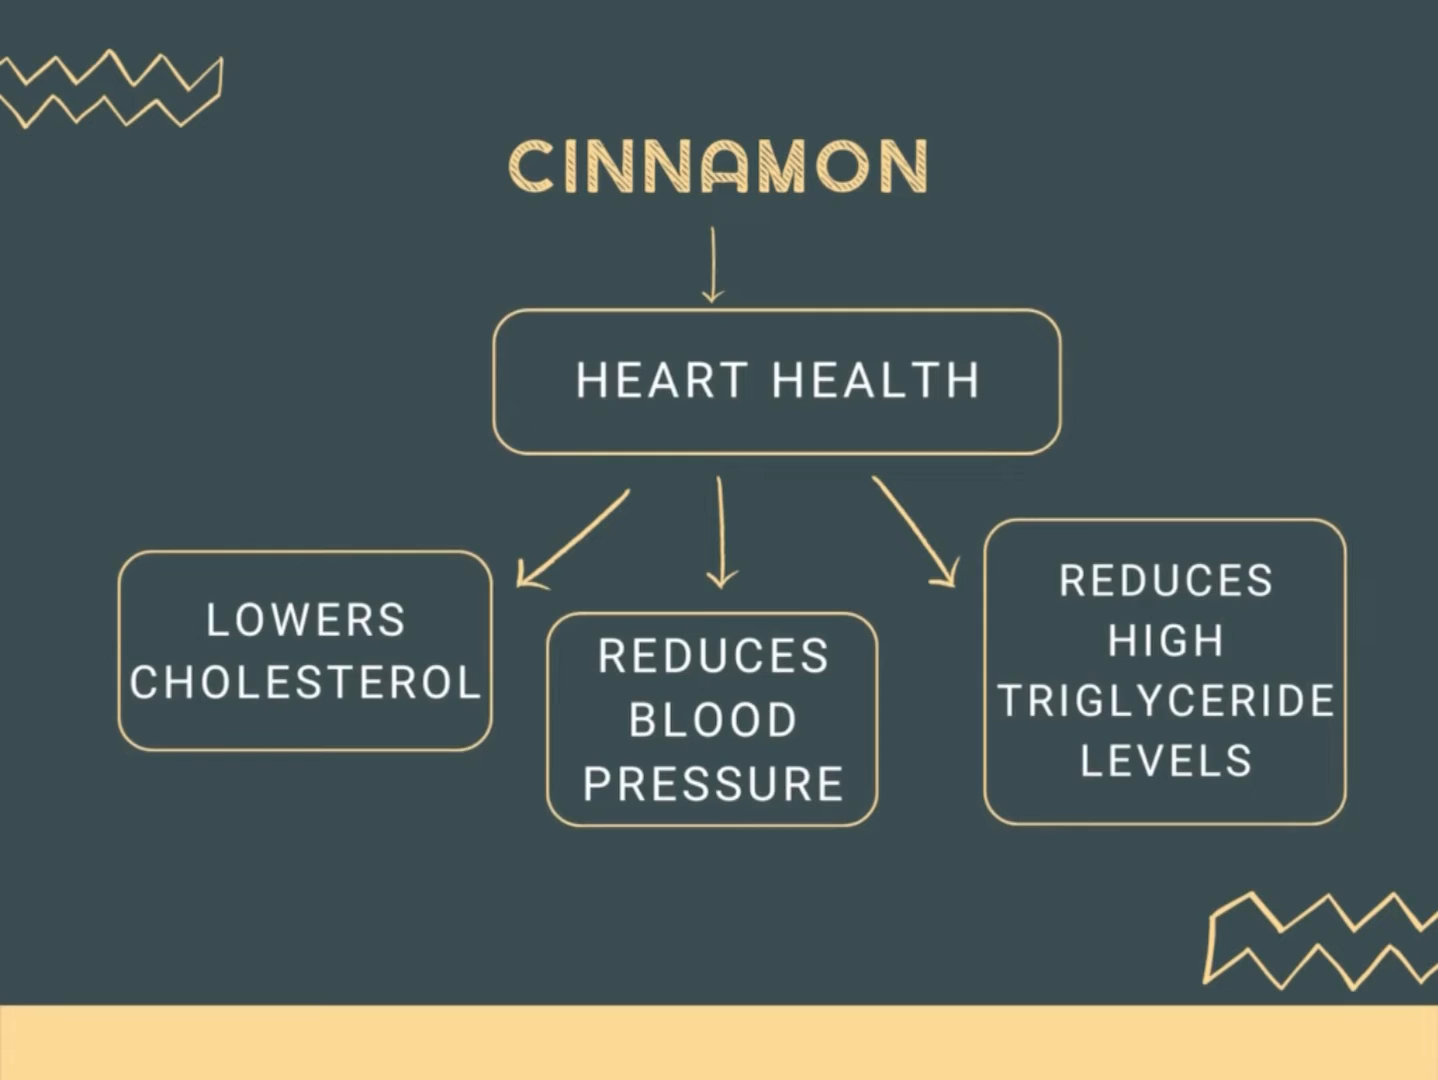 CINNAMON
HEART HEALTH
LOWERS
CHOLESTEROL
REDUCES
BLOOD
PRESSURE
REDUCES
HIGH
TRIGLYCERIDE
LEVELS